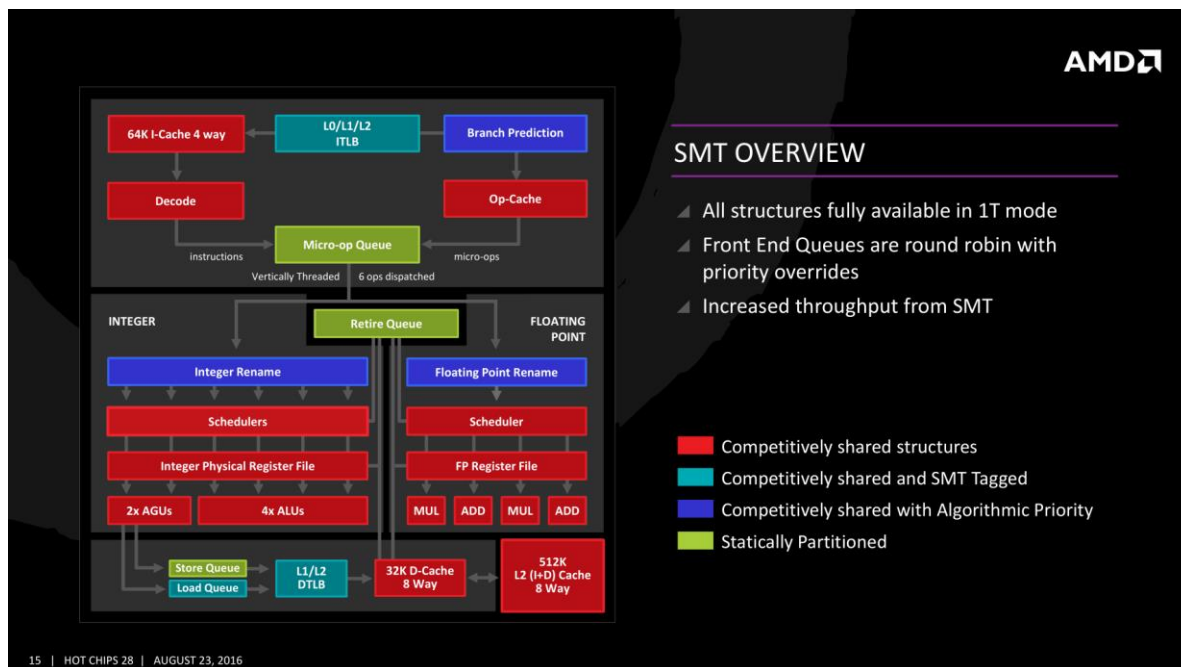 AMD
64K I-Cache 4 way
L0/L1/L2
ITLB
Branch Prediction
Decode
Op-Cache
Micro-op Queue
instructions
micro-ops
Vertically Threaded
6 ops dispatched
INTEGER
Retire Queue
FLOATING
POINT
Integer Rename
Floating Point Rename
Schedulers
Scheduler
Integer Physical Register File
FP Register File
2x AGUs
4x ALUs
MUL
ADD
MUL
ADD
Store Queue
Load Queue
L1/L2
DTLB
32K D-Cache
8 Way
512K
L2 (I+D) Cache
8 Way
SMT OVERVIEW
All structures fully available in 1T mode
Front End Queues are round robin with
priority overrides
Increased throughput from SMT
Competitively shared structures
Competitively shared and SMT Tagged
Competitively shared with Algorithmic Priority
Statically Partitioned
15 | HOT CHIPS 28 | AUGUST 23, 2016